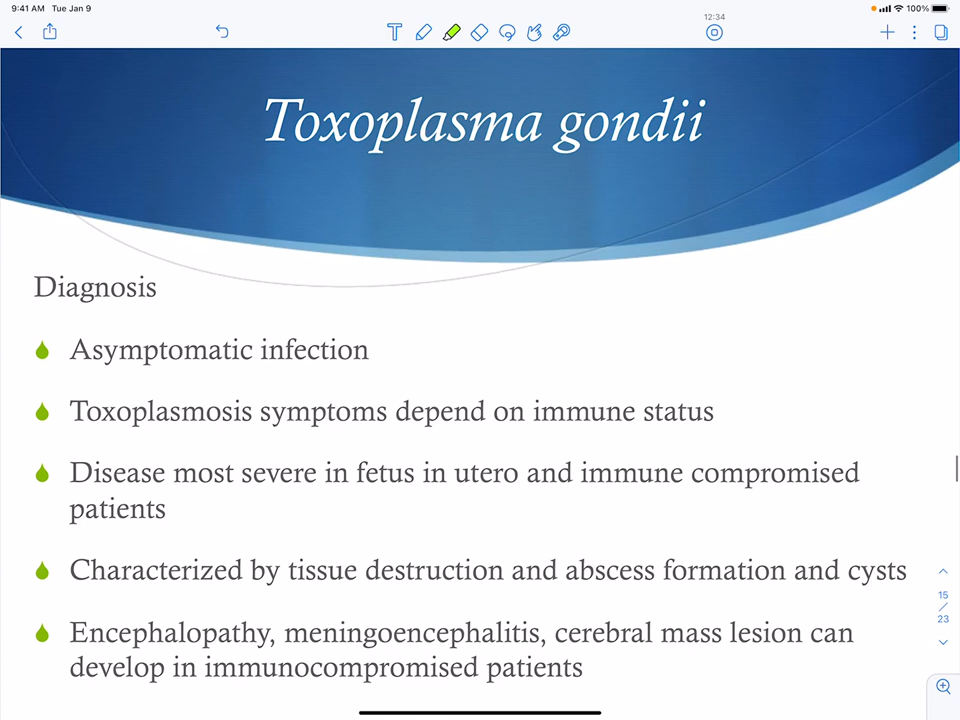 9:41 AM Tue Jan 9
100%
12:34
Toxoplasma gondii
Diagnosis
Asymptomatic infection
Toxoplasmosis symptoms depend on immune status
Disease most severe in fetus in utero and immune compromised
patients
Characterized by tissue destruction and abscess formation and cysts
15
/
23
Encephalopathy, meningoencephalitis, cerebral mass lesion can
develop in immunocompromised patients